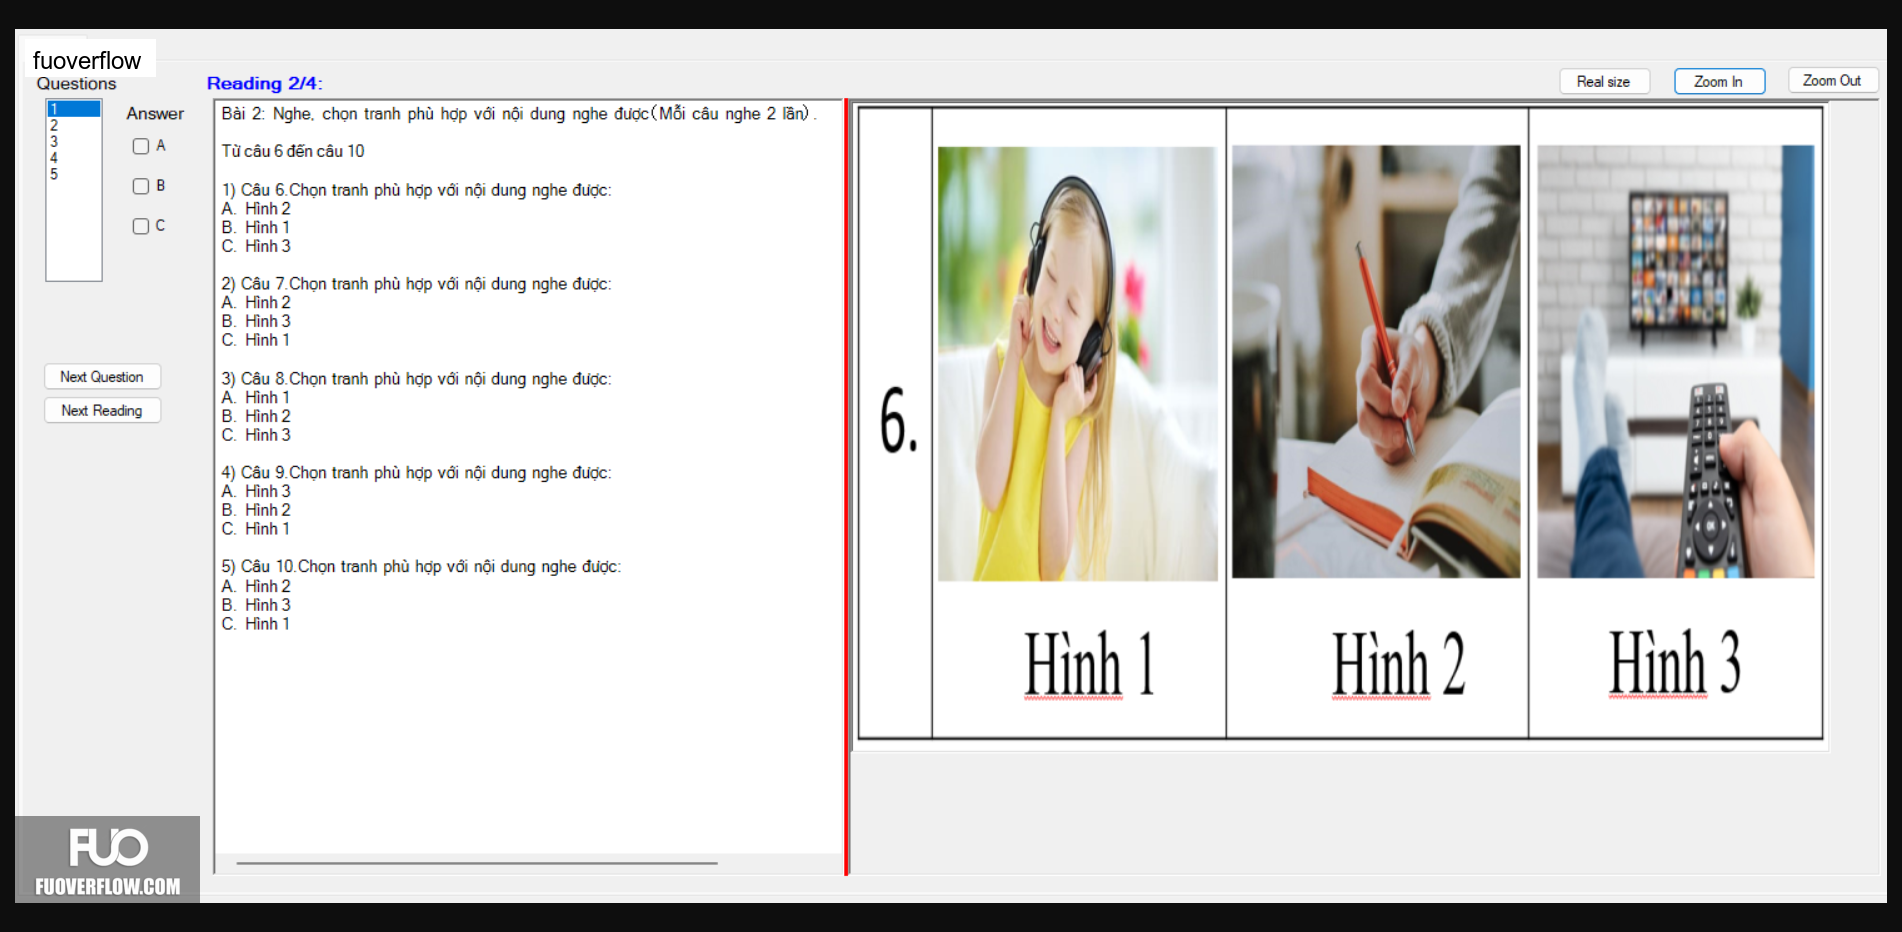 fuoverflow
Questions
Reading 2/4:
Real size
Zoom In
Zoom Out
1
2
3
4
5
Answer
A
B
C
Next Question
Next Reading
Bài 2: Nghe, chọn tranh phù hợp với nội dung nghe được(Mỗi câu nghe 2 lần).
Từ câu 6 đến câu 10
1) Câu 6.Chọn tranh phù hợp với nội dung nghe được:
A. Hình 2
B. Hình 1
C. Hình 3
2) Câu 7.Chọn tranh phù hợp với nội dung nghe được:
A. Hình 2
B. Hình 3
C. Hình 1
3) Câu 8.Chọn tranh phù hợp với nội dung nghe được:
A. Hình 1
B. Hình 2
C. Hình 3
4) Câu 9.Chọn tranh phù hợp với nội dung nghe được:
A. Hình 3
B. Hình 2
C. Hình 1
5) Câu 10.Chọn tranh phù hợp với nội dung nghe được:
A. Hình 2
B. Hình 3
C. Hình 1
6.
Hình 1
Hình 2
Hình 3
FUO
FUOVERFLOW.COM